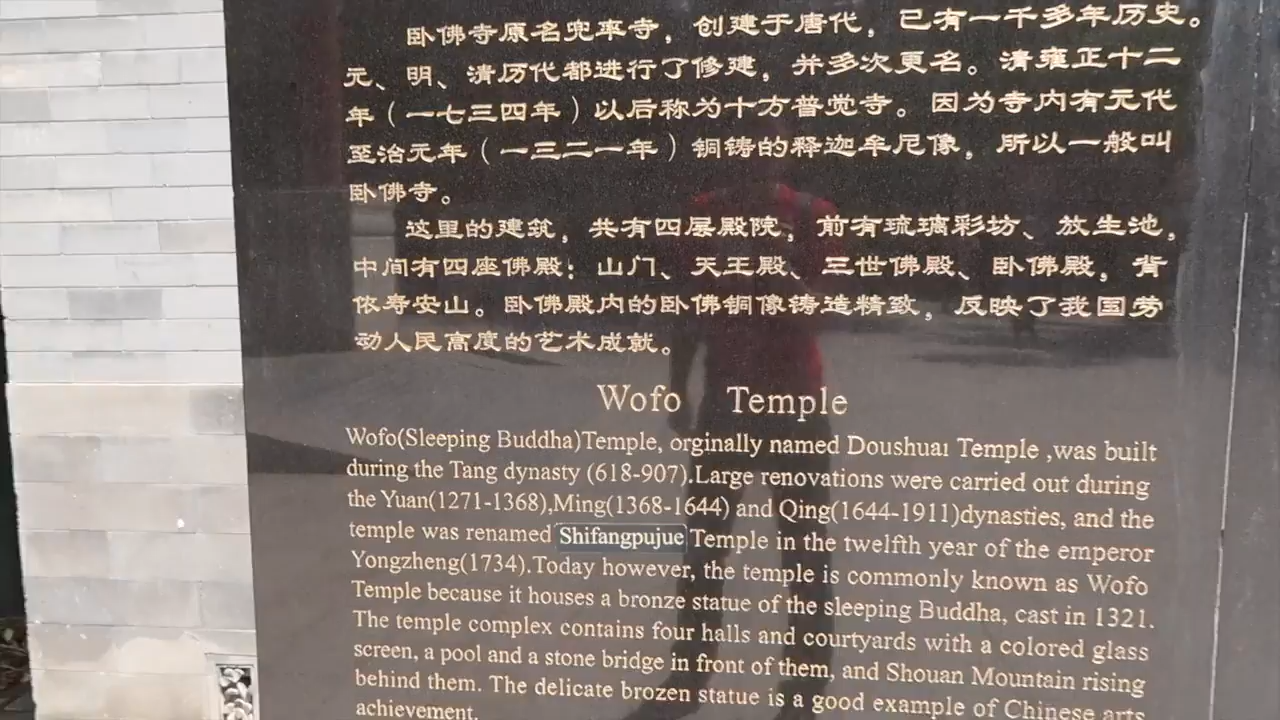 卧佛寺原名兜率寺，创建于唐代，已有一千多年历史。
元、明、清历代都进行了修建，并多次更名。清雍正十二
年（一七三四年）以后称为十方普觉寺。因为寺内有元代
至治元年（一三二一年）铜铸的释迦牟尼像，所以一般叫
卧佛寺。
这里的建筑，共有四层殿院，前有琉璃彩坊、放生池，
中间有四座佛殿：山门、天王殿、三世佛殿、卧佛殿，背
依寿安山。卧佛殿内的卧佛铜像铸造精致，反映了我国劳
动人民高度的艺术成就。
Wofo Temple
Wofo(Sleeping Buddha)Temple, orginally named Doushuai Temple ,was built
during the Tang dynasty (618-907).Large renovations were carried out during
the Yuan(1271-1368),Ming(1368-1644) and Qing(1644-1911)dynasties, and the
temple was renamed Shifangpujue Temple in the twelfth year of the emperor
Yongzheng(1734).Today however, the temple is commonly known as Wofo
Temple because it houses a bronze statue of the sleeping Buddha, cast in 1321.
The temple complex contains four halls and courtyards with a colored glass
screen, a pool and a stone bridge in front of them, and Shouan Mountain rising
behind them. The delicate brozen statue is a good example of Chinese arts
achievement.